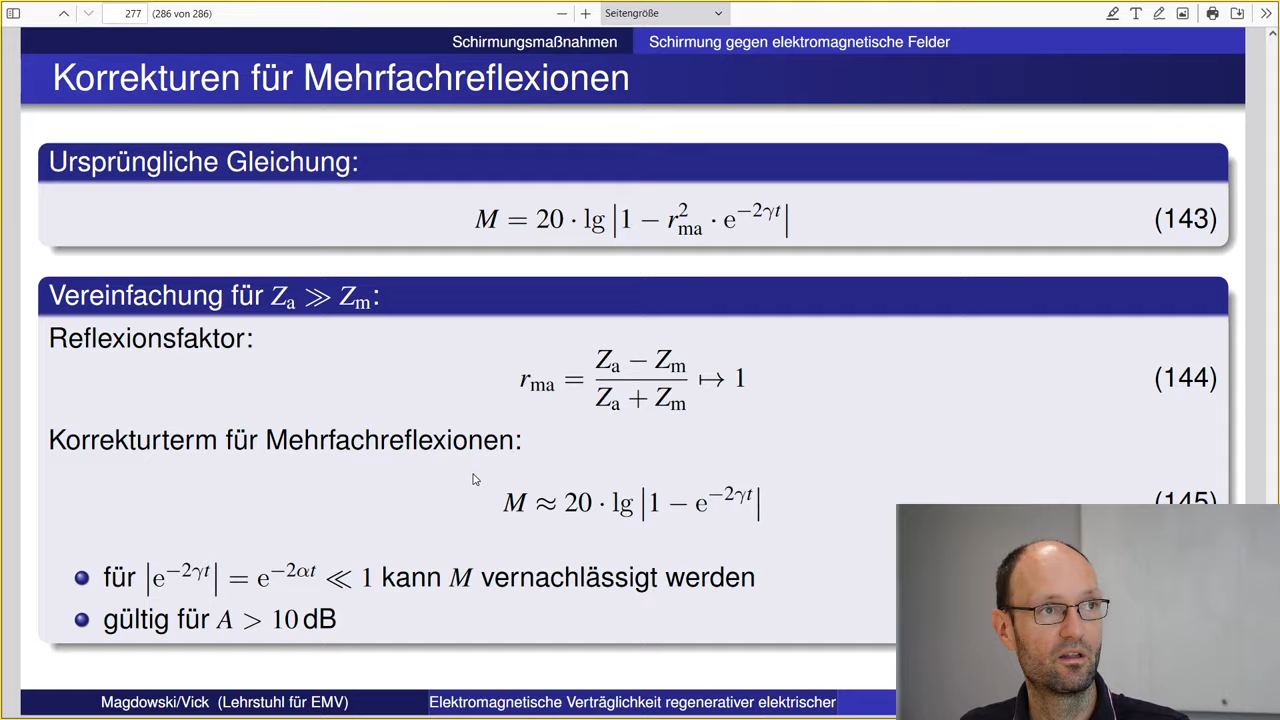 277 (286 von 286) Seitengröße
Schirmungsmaßnahmen Schirmung gegen elektromagnetische Felder
Korrekturen für Mehrfachreflexionen
Ursprüngliche Gleichung:
M = 20 · lg |1 − r²ₘₐ · e^{−2γt}| (143)
Vereinfachung für Zₐ ≫ Zₘ:
Reflexionsfaktor:
rₘₐ = (Zₐ − Zₘ) / (Zₐ + Zₘ) ↦ 1 (144)
Korrekturterm für Mehrfachreflexionen:
M ≈ 20 · lg |1 − e^{−2γt}| (145)
für |e^{−2γt}| = e^{−2αt} ≪ 1 kann M vernachlässigt werden
gültig für A > 10 dB
Magdowski/Vick (Lehrstuhl für EMV) Elektromagnetische Verträglichkeit regenerativer elektrischer